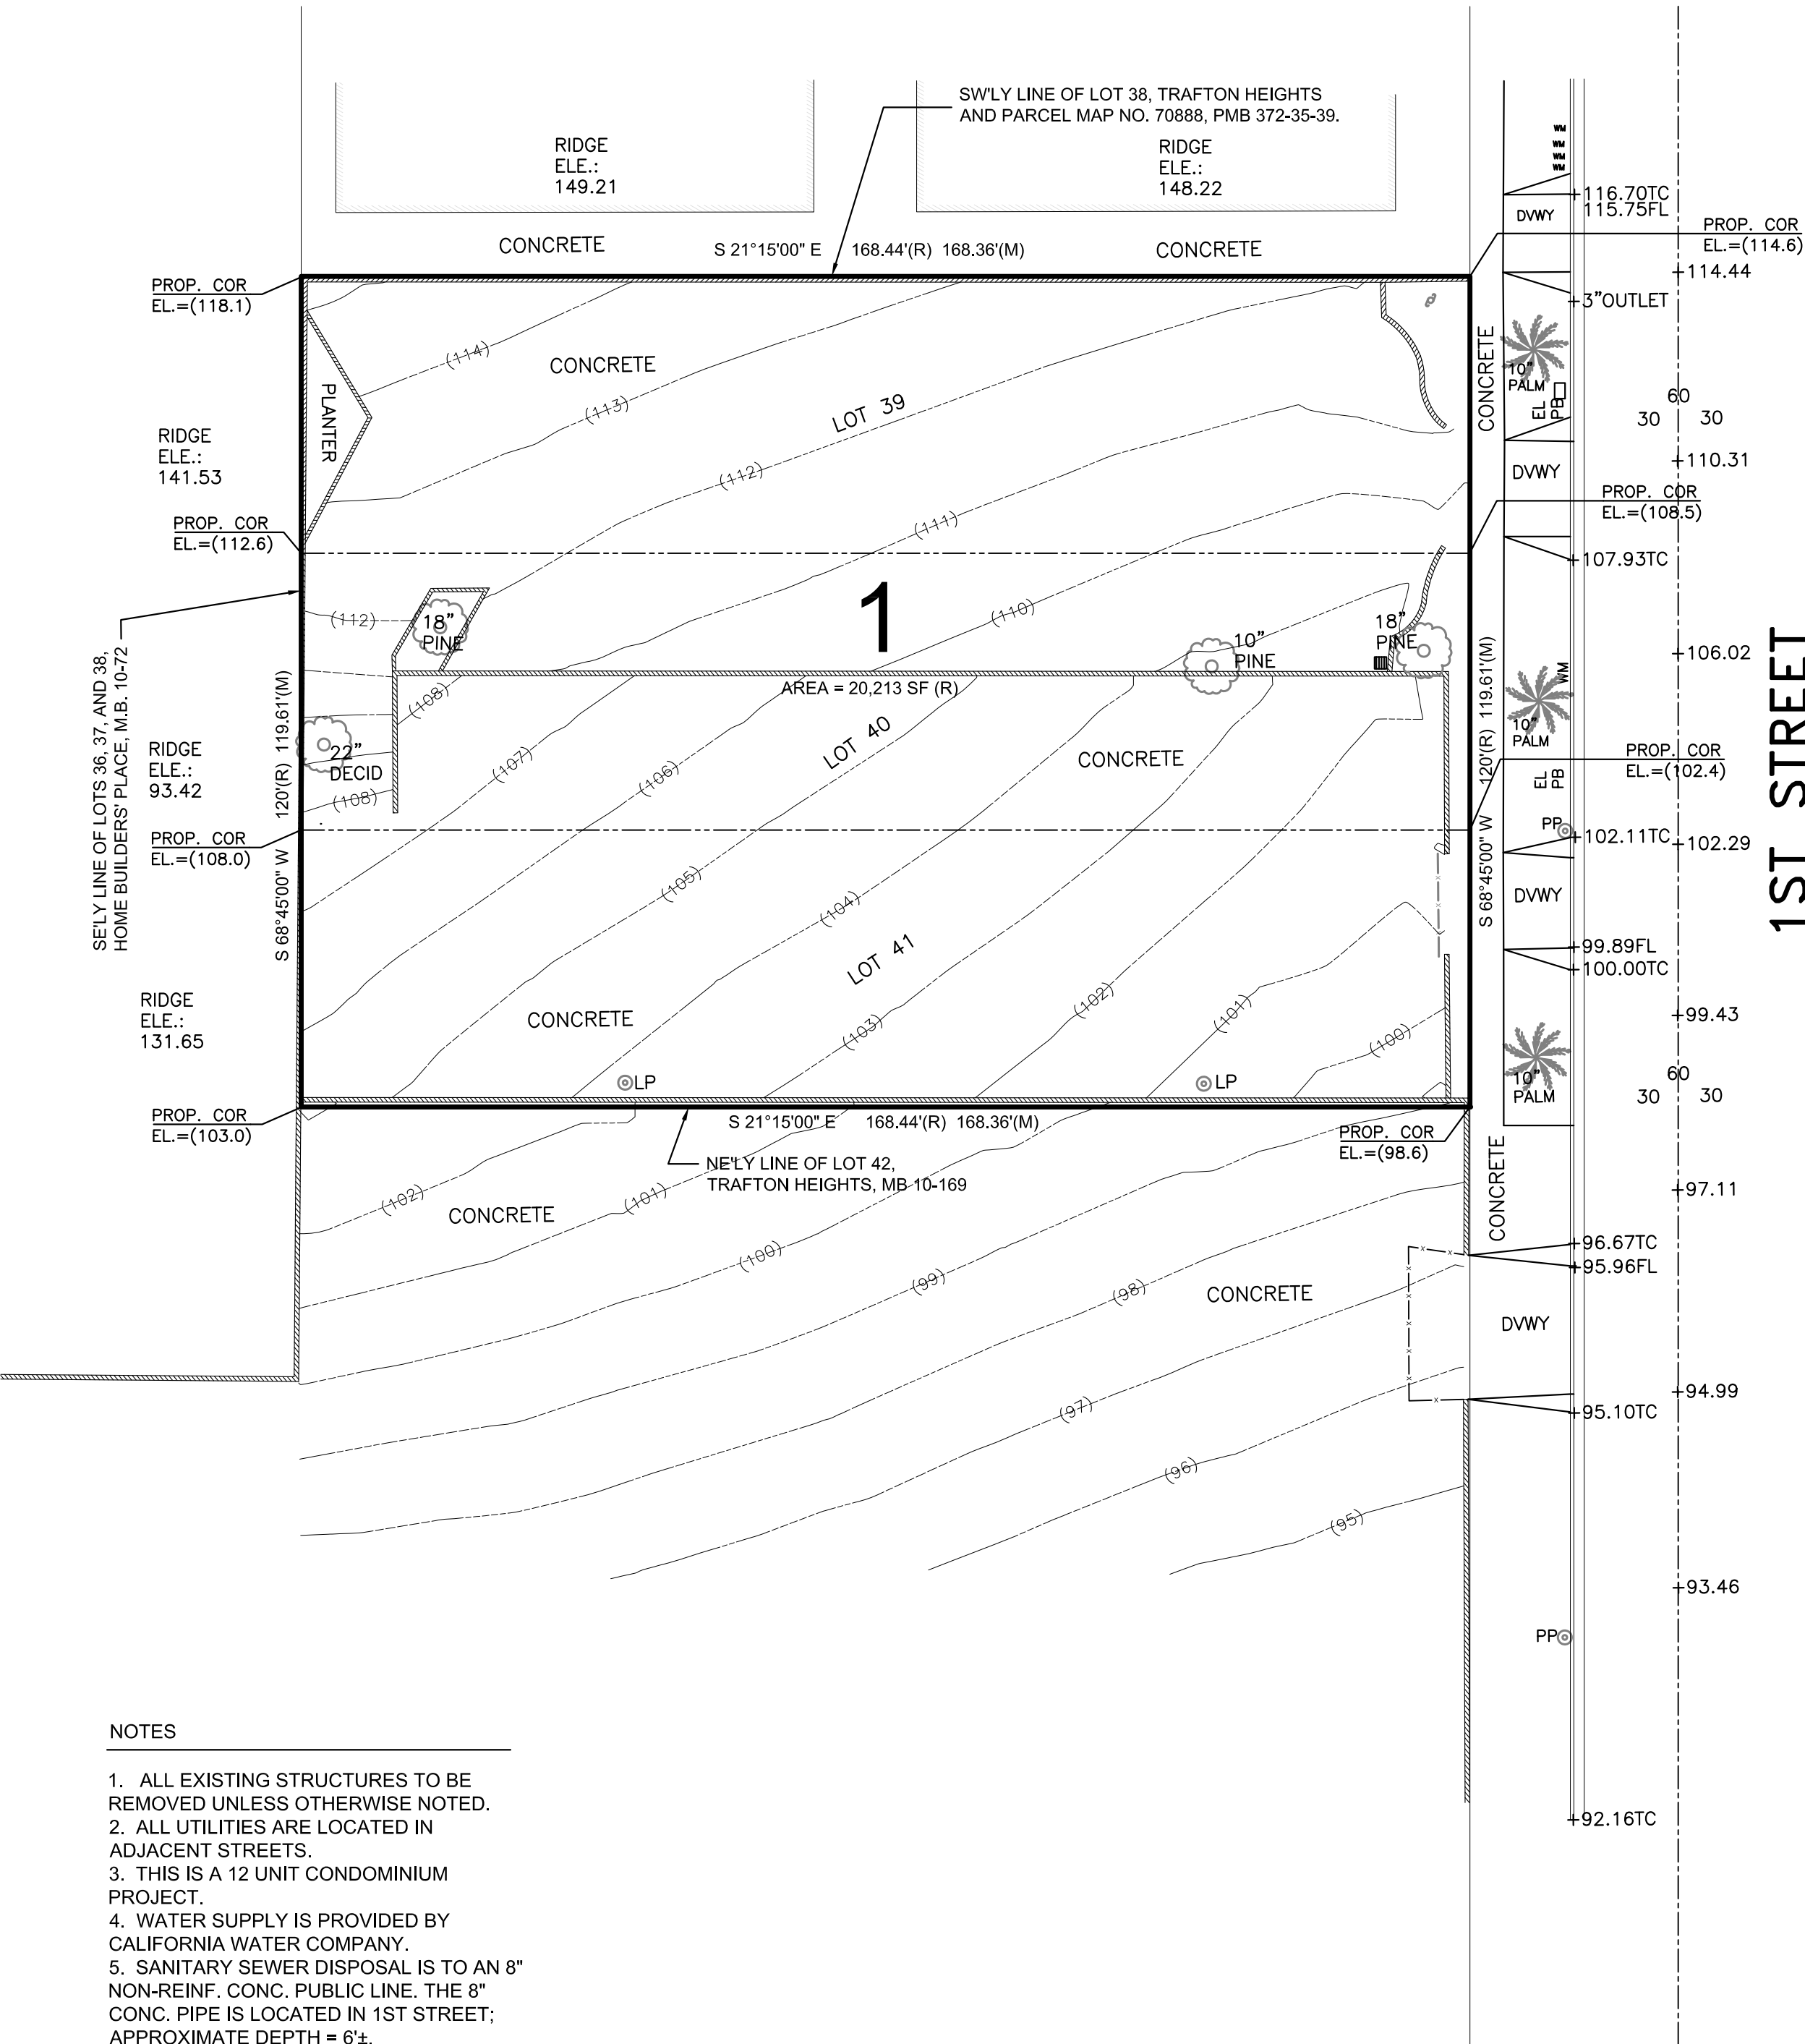 SW'LY LINE OF LOT 38, TRAFTON HEIGHTS
AND PARCEL MAP NO. 70888, PMB 372-35-39.
RIDGE
ELE.:
149.21
RIDGE
ELE.:
148.22
WM
WM
WM
WM
116.70TC
115.75FL
DVWY
PROP. COR
EL.=(114.6)
CONCRETE
S 21°15'00" E 168.44'(R) 168.36'(M)
CONCRETE
114.44
PROP. COR
EL.=(118.1)
3"OUTLET
(114)
CONCRETE
PLANTER
(113)
LOT 39
CONCRETE
10"
PALM
EL
PB
60
30 30
RIDGE
ELE.:
141.53
(112)
110.31
DVWY
PROP. COR
EL.=(108.5)
PROP. COR
EL.=(112.6)
(111)
107.93TC
1
(112)
18"
PINE
(110)
10"
PINE
18"
PINE
106.02
SE'LY LINE OF LOTS 36, 37, AND 38,
HOME BUILDERS' PLACE, M.B. 10-72
S 68°45'00" W 120'(R) 119.61'(M)
AREA = 20,213 SF (R)
(108)
LOT 40
WM
10"
PALM
S 68°45'00" W 120'(R) 119.61'(M)
1ST STREET
RIDGE
ELE.:
93.42
22"
DECID
(108)
(107)
(106)
CONCRETE
PROP. COR
EL.=(102.4)
EL
PB
PP
102.11TC
102.29
PROP. COR
EL.=(108.0)
(105)
(104)
DVWY
LOT 41
99.89FL
100.00TC
RIDGE
ELE.:
131.65
CONCRETE
(103)
(102)
(101)
(100)
99.43
LP
LP
10"
PALM
60
30 30
PROP. COR
EL.=(103.0)
S 21°15'00" E 168.44'(R) 168.36'(M)
PROP. COR
EL.=(98.6)
NE'LY LINE OF LOT 42,
TRAFTON HEIGHTS, MB 10-169
(102)
(101)
CONCRETE
CONCRETE
97.11
(100)
96.67TC
95.96FL
(99)
(98)
CONCRETE
DVWY
94.99
95.10TC
(97)
(96)
(95)
93.46
PP
92.16TC
NOTES
1. ALL EXISTING STRUCTURES TO BE
REMOVED UNLESS OTHERWISE NOTED.
2. ALL UTILITIES ARE LOCATED IN
ADJACENT STREETS.
3. THIS IS A 12 UNIT CONDOMINIUM
PROJECT.
4. WATER SUPPLY IS PROVIDED BY
CALIFORNIA WATER COMPANY.
5. SANITARY SEWER DISPOSAL IS TO AN 8"
NON-REINF. CONC. PUBLIC LINE. THE 8"
CONC. PIPE IS LOCATED IN 1ST STREET;
APPROXIMATE DEPTH = 6'±.